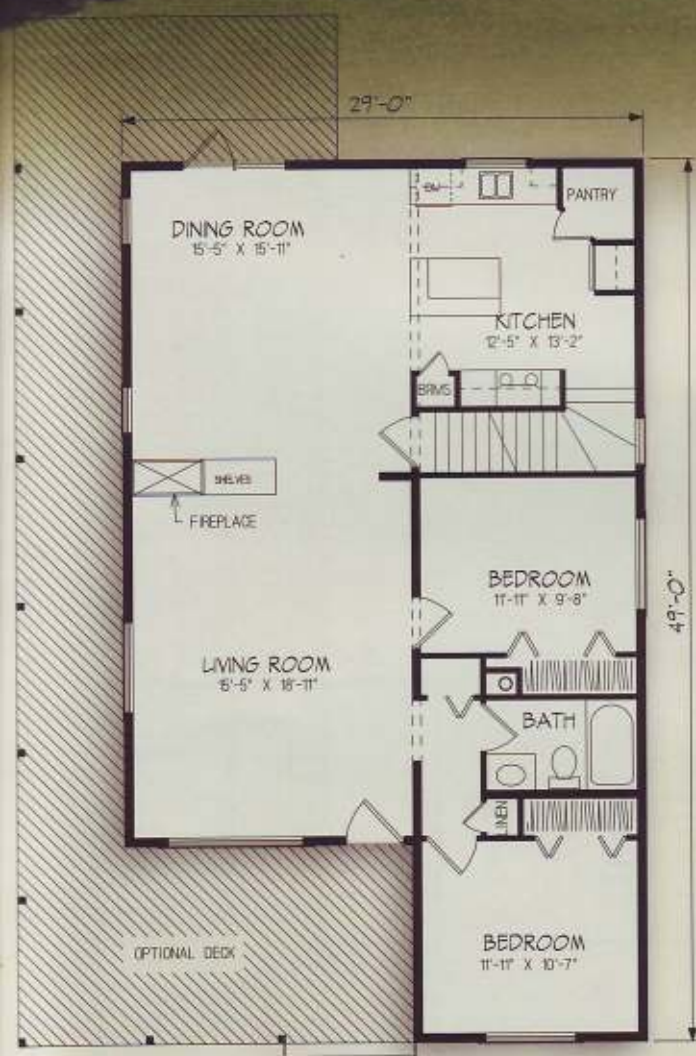 29'-0"
DINING ROOM
15'-5" X 15'-11"
DW
PANTRY
KITCHEN
12'-5" X 13'-2"
BRMS
SHELVES
FIREPLACE
BEDROOM
11'-11" X 9'-8"
49'-0"
LIVING ROOM
15'-5" X 18'-11"
BATH
LINEN
OPTIONAL DECK
BEDROOM
11'-11" X 10'-7"